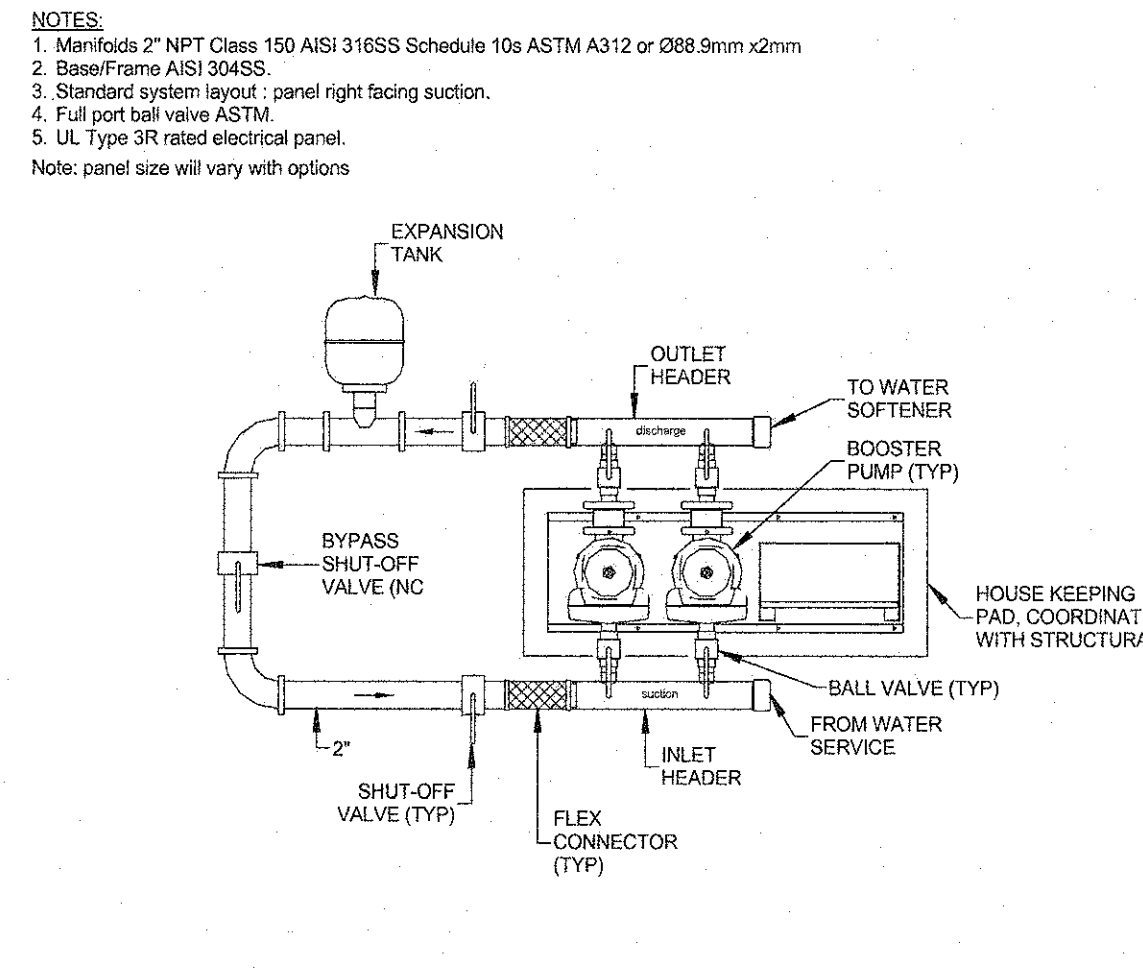 NOTES:
1. Manifolds 2" NPT Class 150 AISI 316SS Schedule 10s ASTM A312 or Ø88.9mm x2mm
2. Base/Frame AISI 304SS.
3. Standard system layout : panel right facing suction.
4. Full port ball valve ASTM.
5. UL Type 3R rated electrical panel.
Note: panel size will vary with options
EXPANSION
TANK
OUTLET
HEADER
TO WATER
SOFTENER
discharge
BOOSTER
PUMP (TYP)
BYPASS
SHUT-OFF
VALVE (NC
HOUSE KEEPING
PAD, COORDINAT
WITH STRUCTURA
suction
BALL VALVE (TYP)
FROM WATER
SERVICE
2"
INLET
HEADER
SHUT-OFF
VALVE (TYP)
FLEX
CONNECTOR
(TYP)